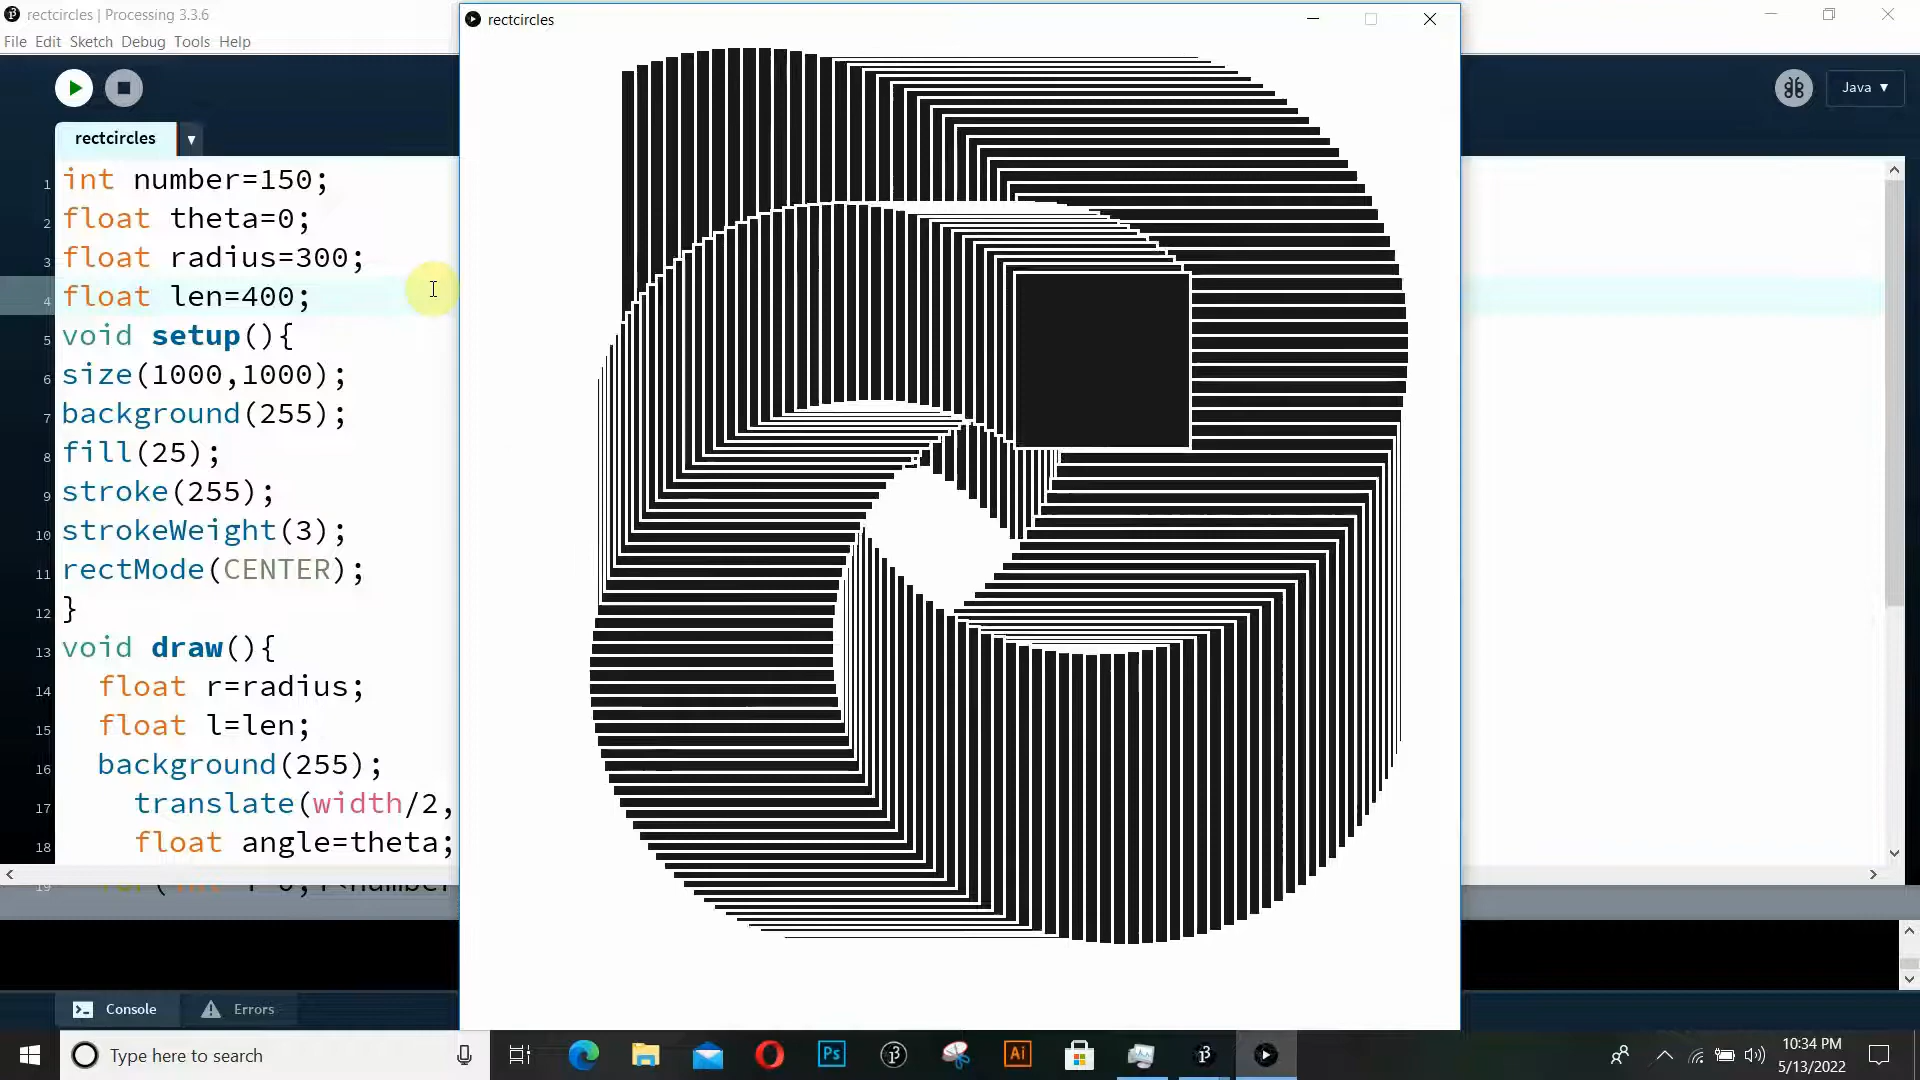 rectcircles | Processing 3.3.6
File Edit Sketch Debug Tools Help
rectcircles
Java
rectcircles
1 int number=150;
2 float theta=0;
3 float radius=300;
4 float len=400;
5 void setup(){
6 size(1000,1000);
7 background(255);
8 fill(25);
9 stroke(255);
10 strokeWeight(3);
11 rectMode(CENTER);
12 }
13 void draw(){
14 float r=radius;
15 float l=len;
16 background(255);
17 translate(width/2,
18 float angle=theta;
19
Console
Errors
Type here to search
Ps
Ai
10:34 PM
5/13/2022